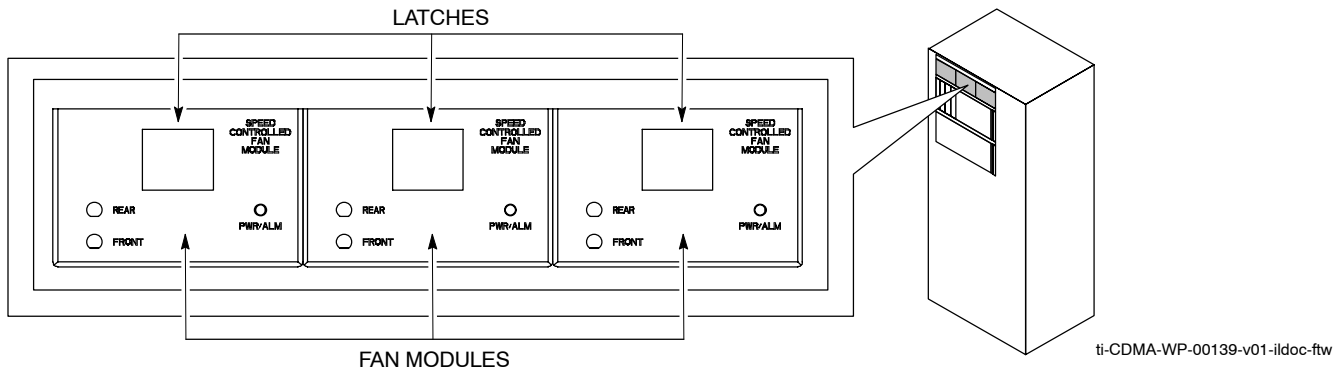 LATCHES
SPEED
CONTROLLED
FAN
MODULE
REAR
PWR/ALM
FRONT
SPEED
CONTROLLED
FAN
MODULE
REAR
PWR/ALM
FRONT
SPEED
CONTROLLED
FAN
MODULE
REAR
PWR/ALM
FRONT
FAN MODULES
ti-CDMA-WP-00139-v01-ildoc-ftw